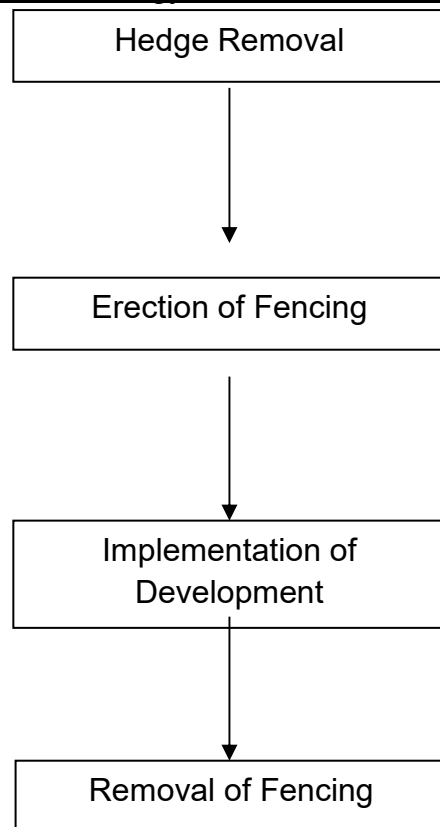 Hedge Removal
Erection of Fencing
Implementation of
Development
Removal of Fencing